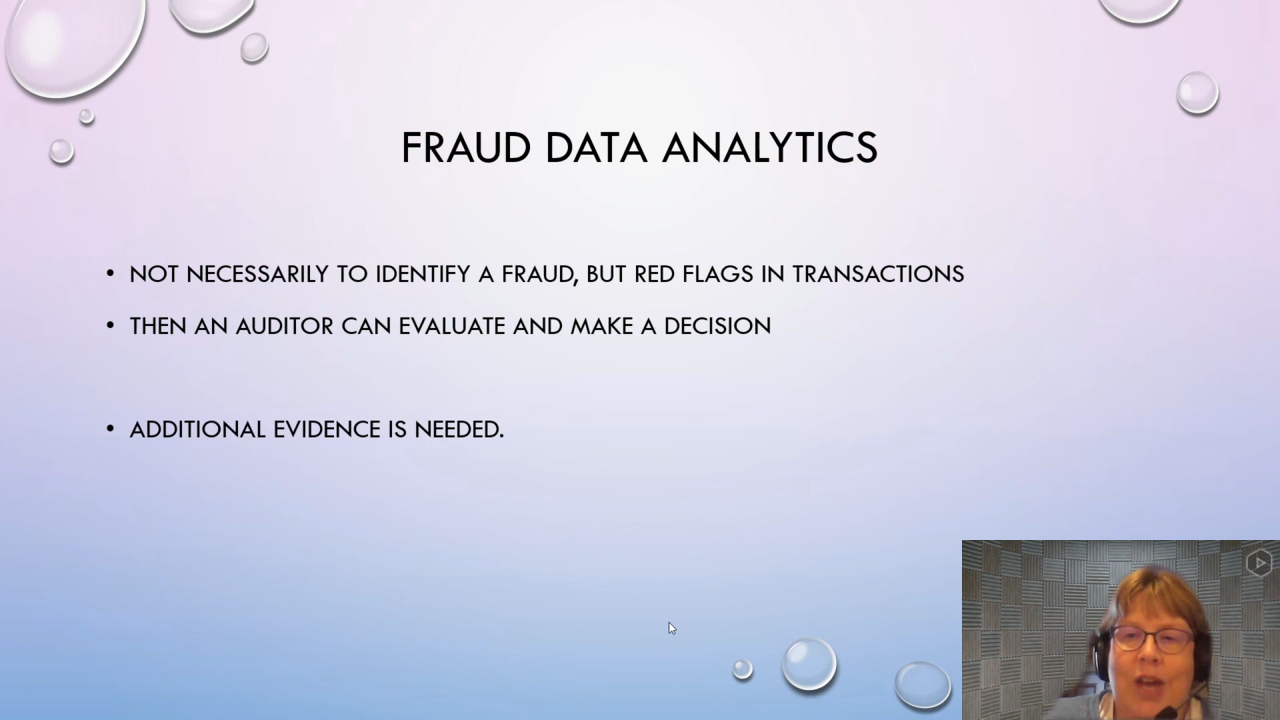 FRAUD DATA ANALYTICS
• NOT NECESSARILY TO IDENTIFY A FRAUD, BUT RED FLAGS IN TRANSACTIONS
• THEN AN AUDITOR CAN EVALUATE AND MAKE A DECISION
• ADDITIONAL EVIDENCE IS NEEDED.